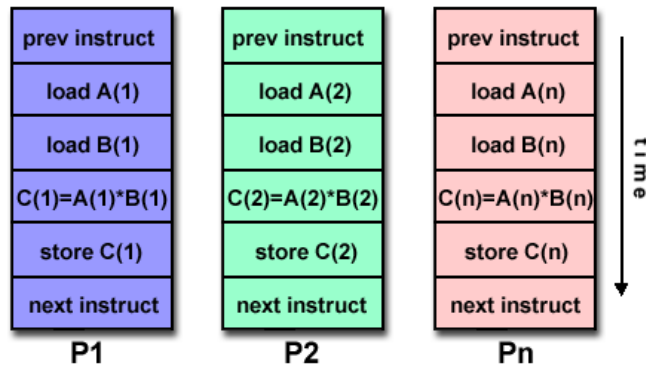 prev instruct
load A(1)
load B(1)
C(1)=A(1)*B(1)
store C(1)
next instruct
P1
prev instruct
load A(2)
load B(2)
C(2)=A(2)*B(2)
store C(2)
next instruct
P2
prev instruct
load A(n)
load B(n)
C(n)=A(n)*B(n)
store C(n)
next instruct
Pn
time